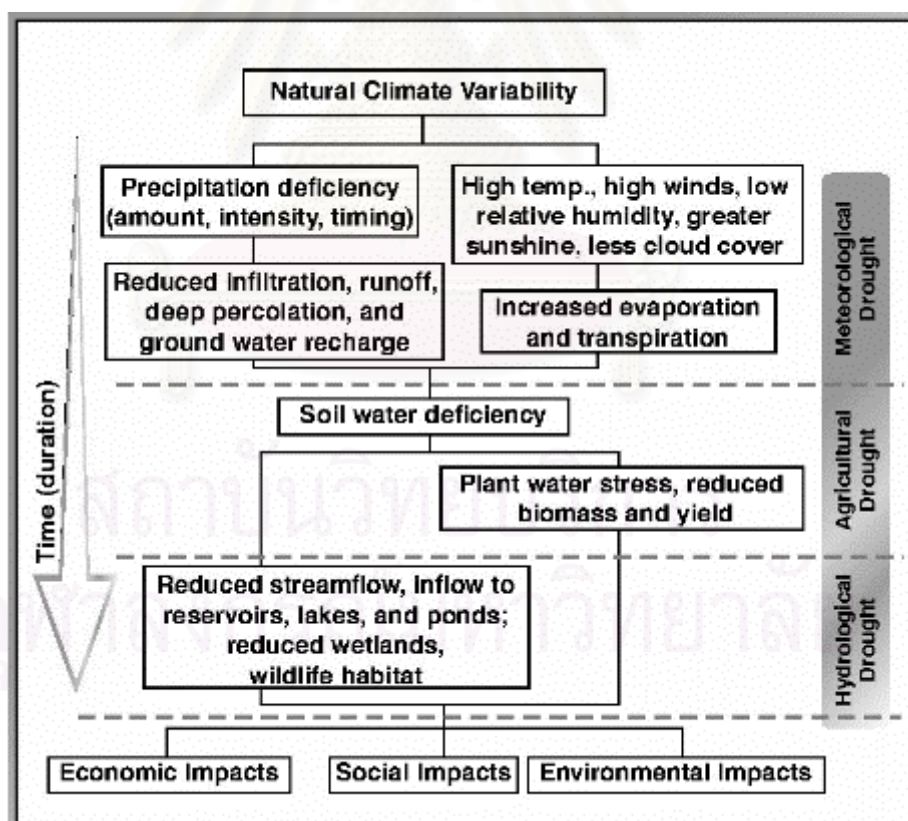 Natural Climate Variability
Precipitation deficiency
(amount, intensity, timing)
High temp., high winds, low
relative humidity, greater
sunshine, less cloud cover
Reduced infiltration, runoff,
deep percolation, and
ground water recharge
Increased evaporation
and transpiration
Meteorological
Drought
Time (duration)
Soil water deficiency
Plant water stress, reduced
biomass and yield
Agricultural
Drought
Reduced streamflow, inflow to
reservoirs, lakes, and ponds;
reduced wetlands,
wildlife habitat
Hydrological
Drought
Economic Impacts
Social Impacts
Environmental Impacts